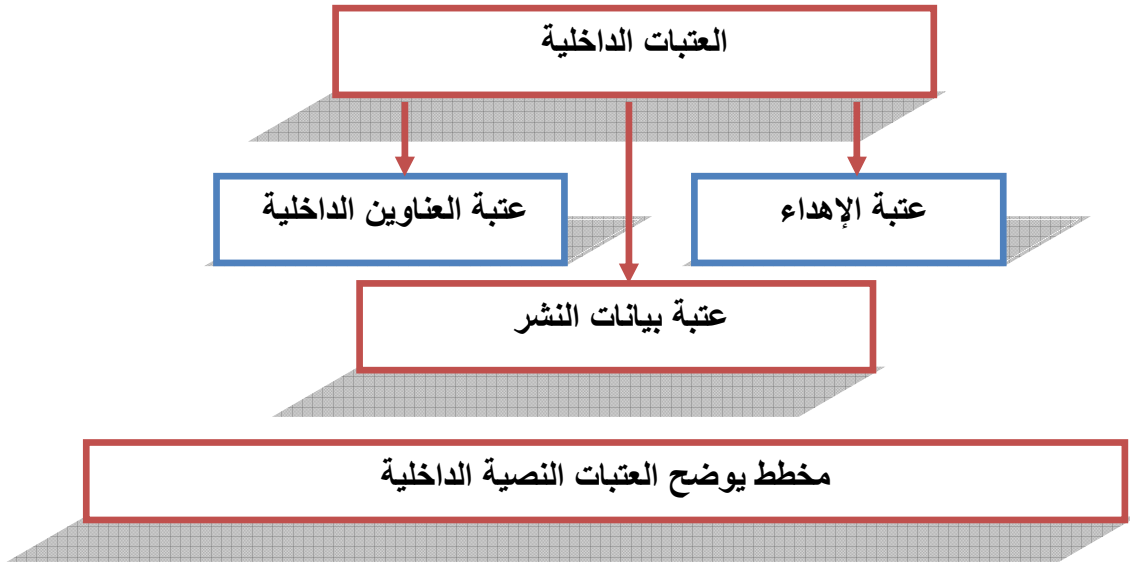 العتبات الداخلية
عتبة الإهداء
عتبة العناوين الداخلية
عتبة بيانات النشر
مخطط يوضح العتبات النصية الداخلية